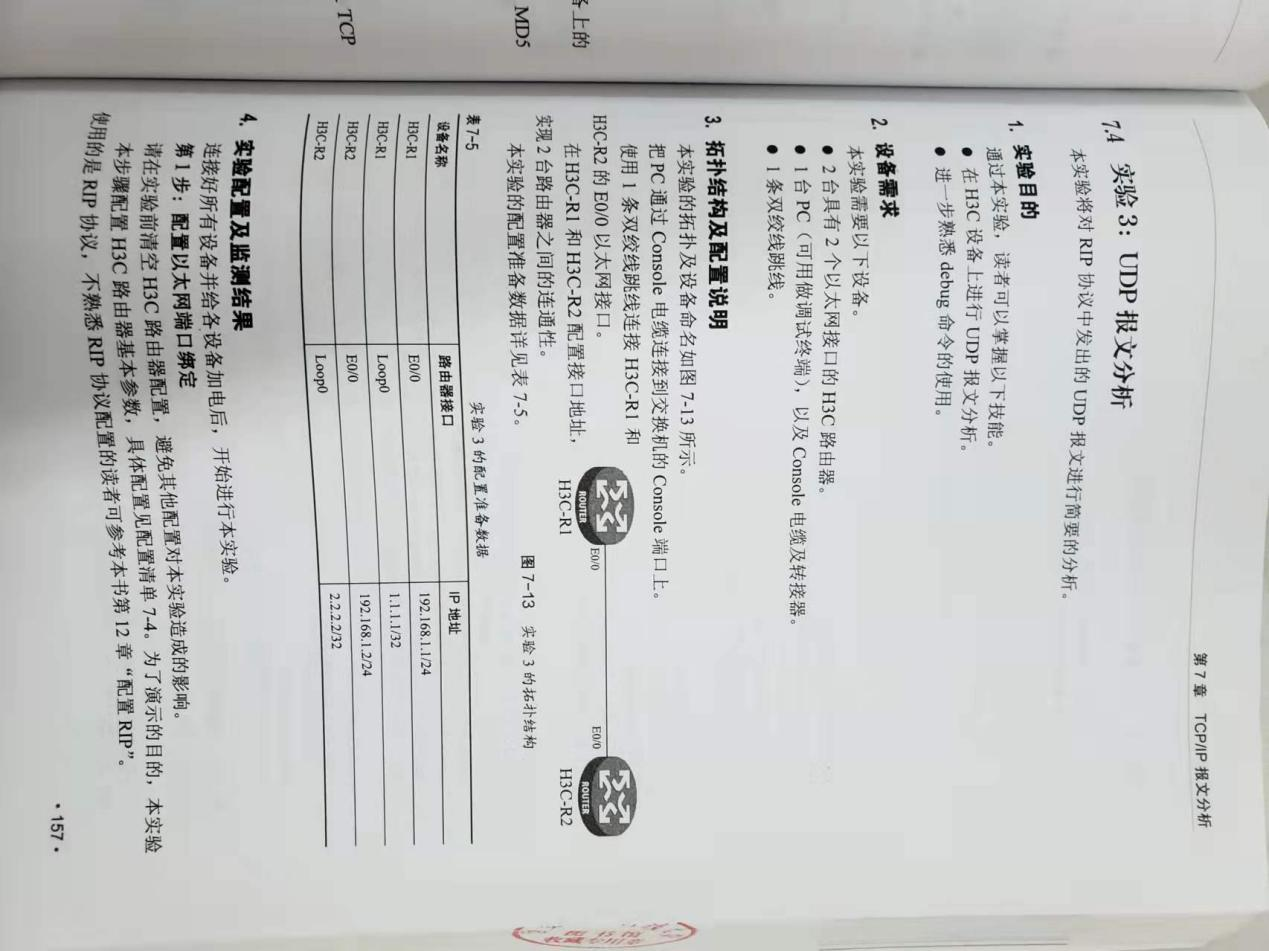 备上的
MD5
TCP
第 7 章 TCP/IP 报文分析
7.4 实验 3：UDP 报文分析
本实验将对 RIP 协议中发出的 UDP 报文进行简要的分析。
1. 实验目的
通过本实验，读者可以掌握以下技能。
● 在 H3C 设备上进行 UDP 报文分析。
● 进一步熟悉 debug 命令的使用。
2. 设备需求
本实验需要以下设备。
● 2 台具有 2 个以太网接口的 H3C 路由器。
● 1 台 PC（可用做调试终端），以及 Console 电缆及转接器。
● 1 条双绞线跳线。
3. 拓扑结构及配置说明
本实验的拓扑及设备命名如图 7-13 所示。
把 PC 通过 Console 电缆连接到交换机的 Console 端口上。
使用 1 条双绞线跳线连接 H3C-R1 和
H3C-R2 的 E0/0 以太网接口。
在 H3C-R1 和 H3C-R2 配置接口地址，
实现 2 台路由器之间的连通性。
本实验的配置准备数据详见表 7-5。
ROUTER
H3C-R1
E0/0
E0/0
ROUTER
H3C-R2
图 7-13 实验 3 的拓扑结构
表 7-5 实验 3 的配置准备数据
设备名称 路由器接口 IP 地址
H3C-R1 E0/0 192.168.1.1/24
H3C-R1 Loop0 1.1.1.1/32
H3C-R2 E0/0 192.168.1.2/24
H3C-R2 Loop0 2.2.2.2/32
4. 实验配置及监测结果
连接好所有设备并给各设备加电后，开始进行本实验。
第 1 步：配置以太网端口绑定
请在实验前清空 H3C 路由器配置，避免其他配置对本实验造成的影响。
本步骤配置 H3C 路由器基本参数，具体配置见配置清单 7-4。为了演示的目的，本实验
使用的是 RIP 协议，不熟悉 RIP 协议配置的读者可参考本书第 12 章“配置 RIP”。
·157·